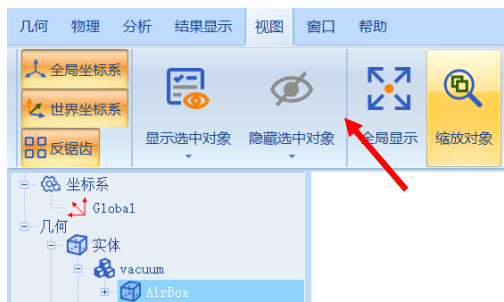 几何 物理 分析 结果显示 视图 窗口 帮助
全局坐标系
世界坐标系
反锯齿
显示选中对象 隐藏选中对象 全局显示 缩放对象
坐标系
Global
几何
实体
vacuum
AirBox